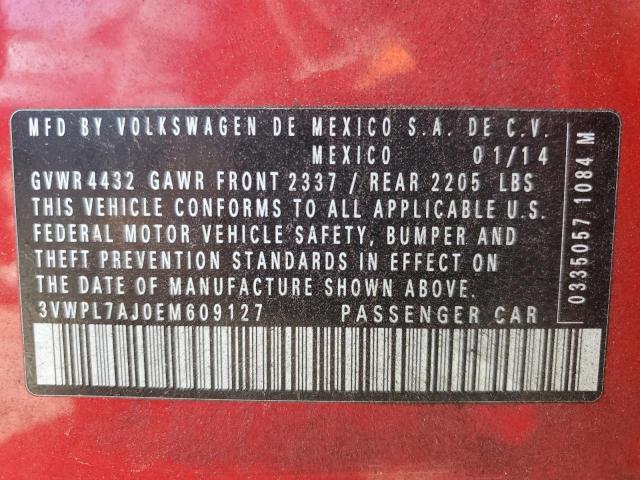 MFD BY VOLKSWAGEN DE MEXICO S.A. DE C.V.
MEXICO 01/14
GVWR 4432 GAWR FRONT 2337 / REAR 2205 LBS
THIS VEHICLE CONFORMS TO ALL APPLICABLE U.S.
FEDERAL MOTOR VEHICLE SAFETY, BUMPER AND
THEFT PREVENTION STANDARDS IN EFFECT ON
THE DATE OF MANUFACTURE SHOWN ABOVE.
3VWPL7AJ0EM609127 PASSENGER CAR
0335057 1084 M